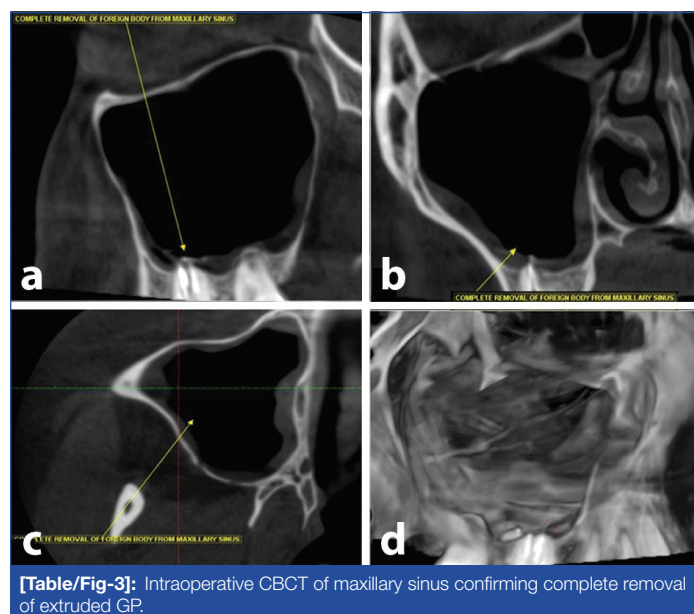 COMPLETE REMOVAL OF FOREIGN BODY FROM MAXILLARY SINUS
a
b
COMPLETE REMOVAL OF FOREIGN BODY FROM MAXILLARY SINUS
c
PLETE REMOVAL OF FOREIGN BODY FROM MAXILLARY SINUS
d
[Table/Fig-3]: Intraoperative CBCT of maxillary sinus confirming complete removal
of extruded GP.